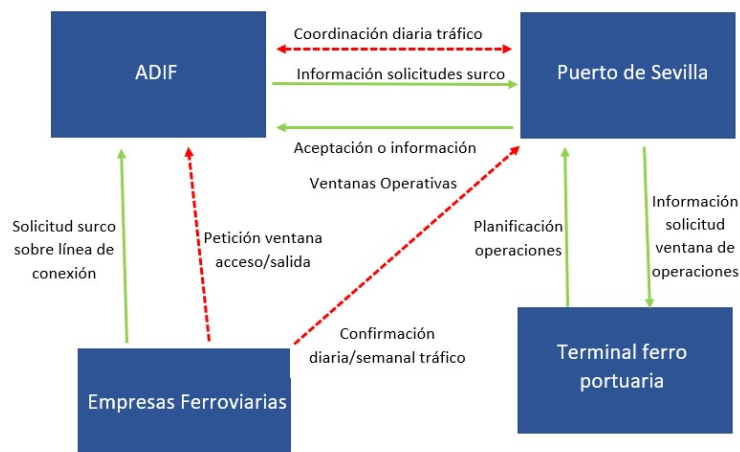 Coordinación diaria tráfico
ADIF
Puerto de Sevilla
Información solicitudes surco
Aceptación o información
Ventanas Operativas
Solicitud surco
sobre línea de
conexión
Petición ventana
acceso/salida
Planificación
operaciones
Información
solicitud
ventana de
operaciones
Confirmación
diaria/semanal tráfico
Empresas Ferroviarias
Terminal ferro
portuaria